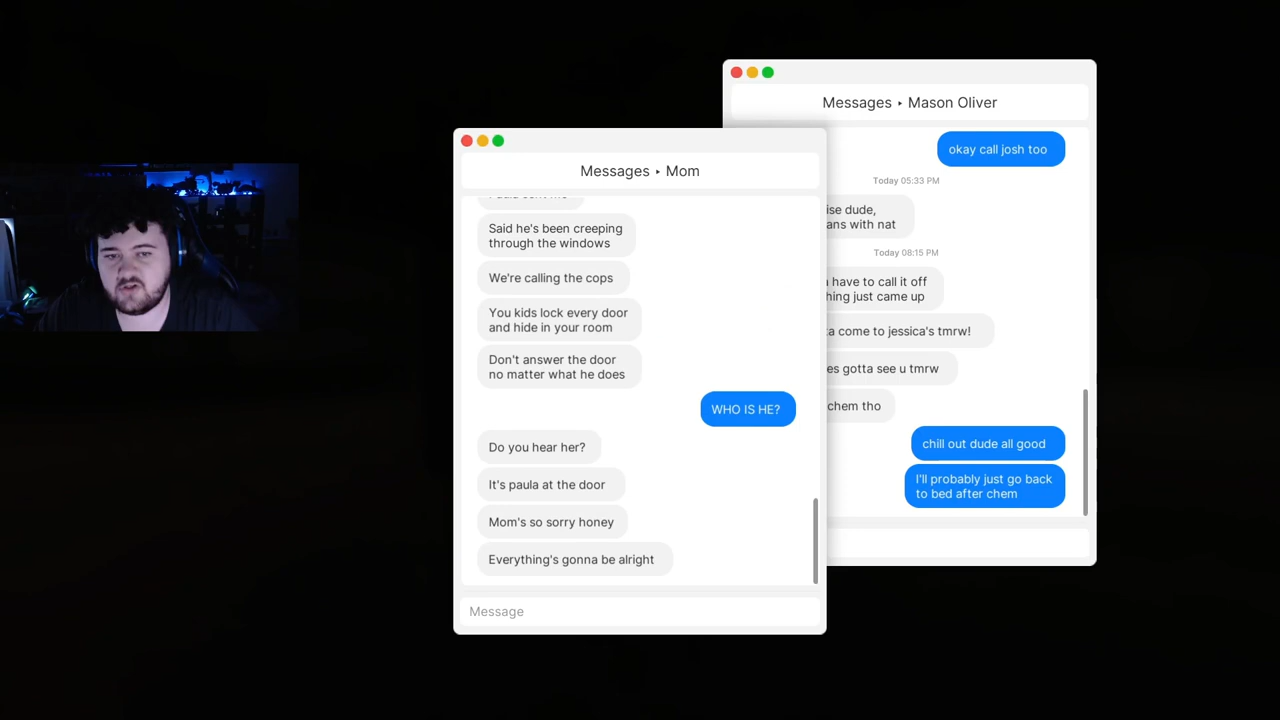 Messages ‣ Mom
Said he's been creeping
through the windows
We're calling the cops
You kids lock every door
and hide in your room
Don't answer the door
no matter what he does
WHO IS HE?
Do you hear her?
It's paula at the door
Mom's so sorry honey
Everything's gonna be alright
Message
Messages ‣ Mason Oliver
okay call josh too
Today 05:33 PM
dude,
with nat
Today 08:15 PM
have to call it off
just came up
come to jessica's tmrw!
gotta see u tmrw
chem tho
chill out dude all good
I'll probably just go back
to bed after chem